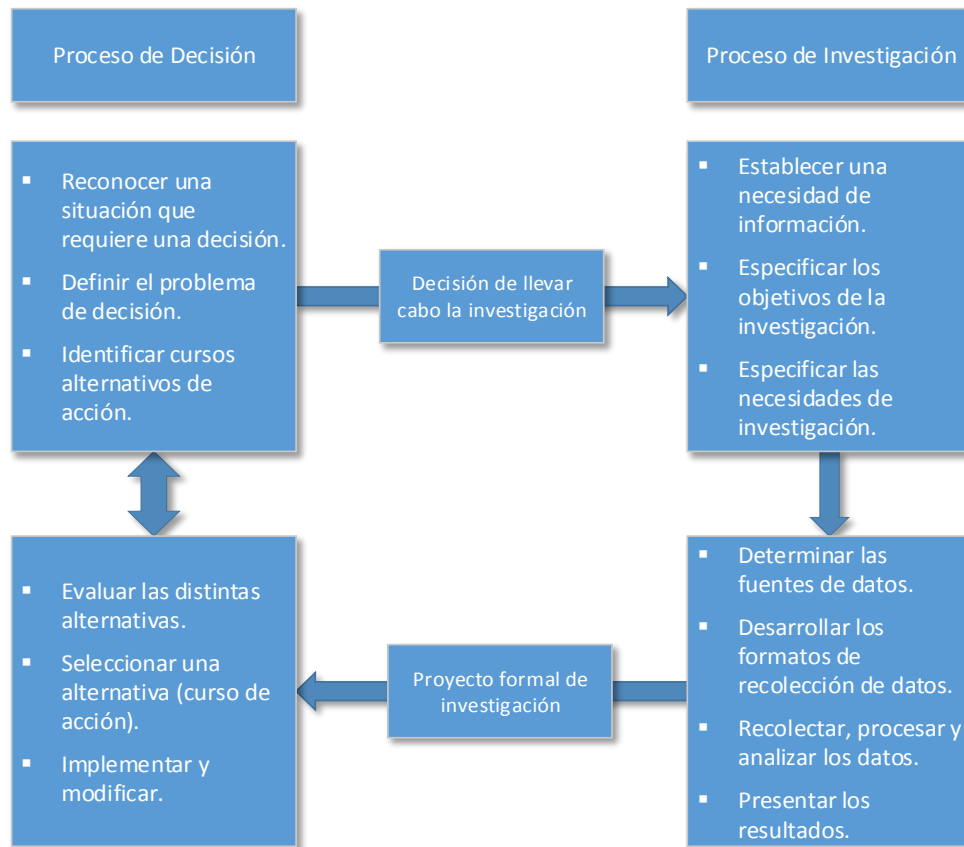 Proceso de Decisión
Proceso de Investigación
▪ Reconocer una
situación que
requiere una decisión.
▪ Definir el problema
de decisión.
▪ Identificar cursos
alternativos de
acción.
Decisión de llevar
cabo la investigación
▪ Establecer una
necesidad de
información.
▪ Especificar los
objetivos de la
investigación.
▪ Especificar las
necesidades de
investigación.
▪ Evaluar las distintas
alternativas.
▪ Seleccionar una
alternativa (curso de
acción).
▪ Implementar y
modificar.
Proyecto formal de
investigación
▪ Determinar las
fuentes de datos.
▪ Desarrollar los
formatos de
recolección de datos.
▪ Recolectar, procesar y
analizar los datos.
▪ Presentar los
resultados.